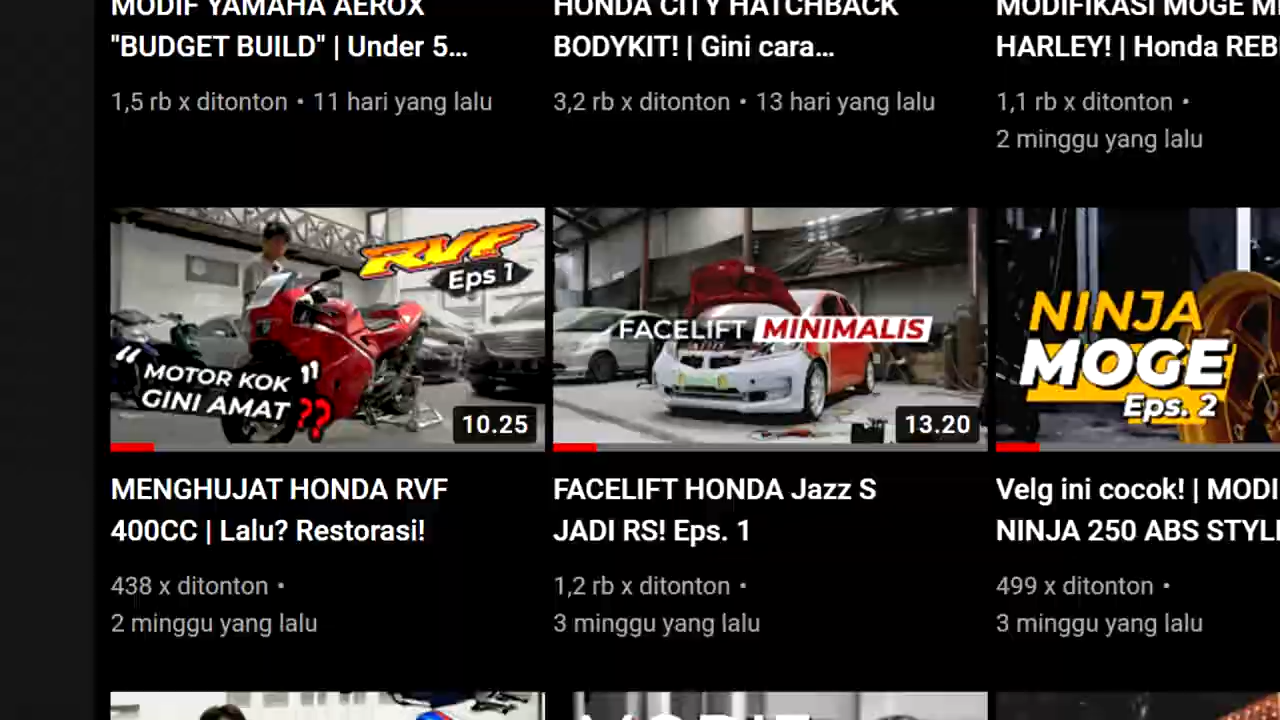 MODIF YAMAHA AEROX
"BUDGET BUILD" | Under 5...
1,5 rb x ditonton • 11 hari yang lalu
HONDA CITY HATCHBACK
BODYKIT! | Gini cara...
3,2 rb x ditonton • 13 hari yang lalu
MODIFIKASI MOGE M
HARLEY! | Honda REB
1,1 rb x ditonton •
2 minggu yang lalu
RVF
Eps 1
"MOTOR KOK"
GINI AMAT ??
10.25
MENGHUJAT HONDA RVF
400CC | Lalu? Restorasi!
438 x ditonton •
2 minggu yang lalu
FACELIFT MINIMALIS
13.20
FACELIFT HONDA Jazz S
JADI RS! Eps. 1
1,2 rb x ditonton •
3 minggu yang lalu
NINJA
MOGE
Eps. 2
Velg ini cocok! | MODI
NINJA 250 ABS STYL
499 x ditonton •
3 minggu yang lalu